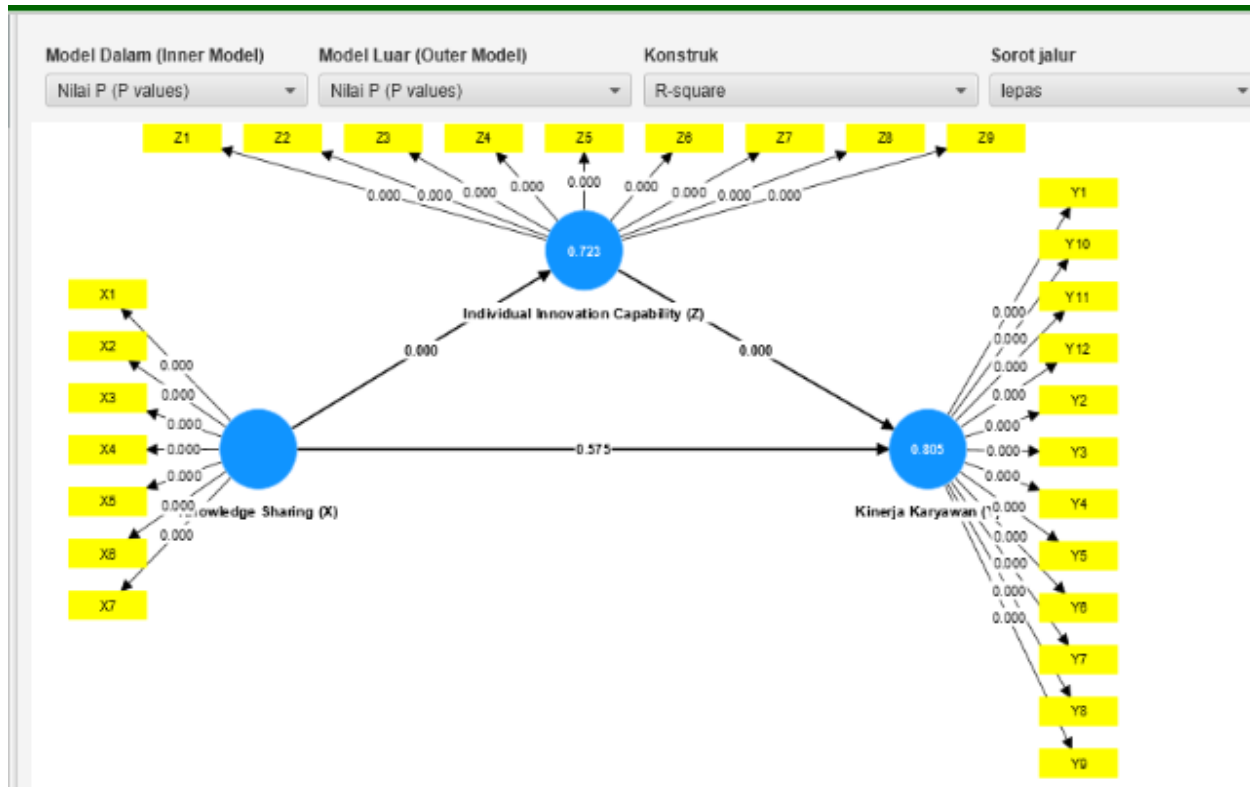 Model Dalam (Inner Model) Model Luar (Outer Model) Konstruk Sorot jalur
Nilai P (P values) Nilai P (P values) R-square lepas
Z1 Z2 Z3 Z4 Z5 Z6 Z7 Z8 Z9
0.000 0.000 0.000 0.000 0.000 0.000 0.000 0.000 0.000
0.723
Individual Innovation Capability (Z)
X1
X2
X3
X4
X5
X6
X7
0.000
0.000
0.000
0.000
0.000
0.000
0.000
Knowledge Sharing (X)
0.000
0.000
0.575
0.805
Kinerja Karyawan (
0.000
0.000
0.000
0.000
0.000
0.000
0.000
0.000
0.000
0.000
0.000
0.000
Y1
Y10
Y11
Y12
Y2
Y3
Y4
Y5
Y6
Y7
Y8
Y9